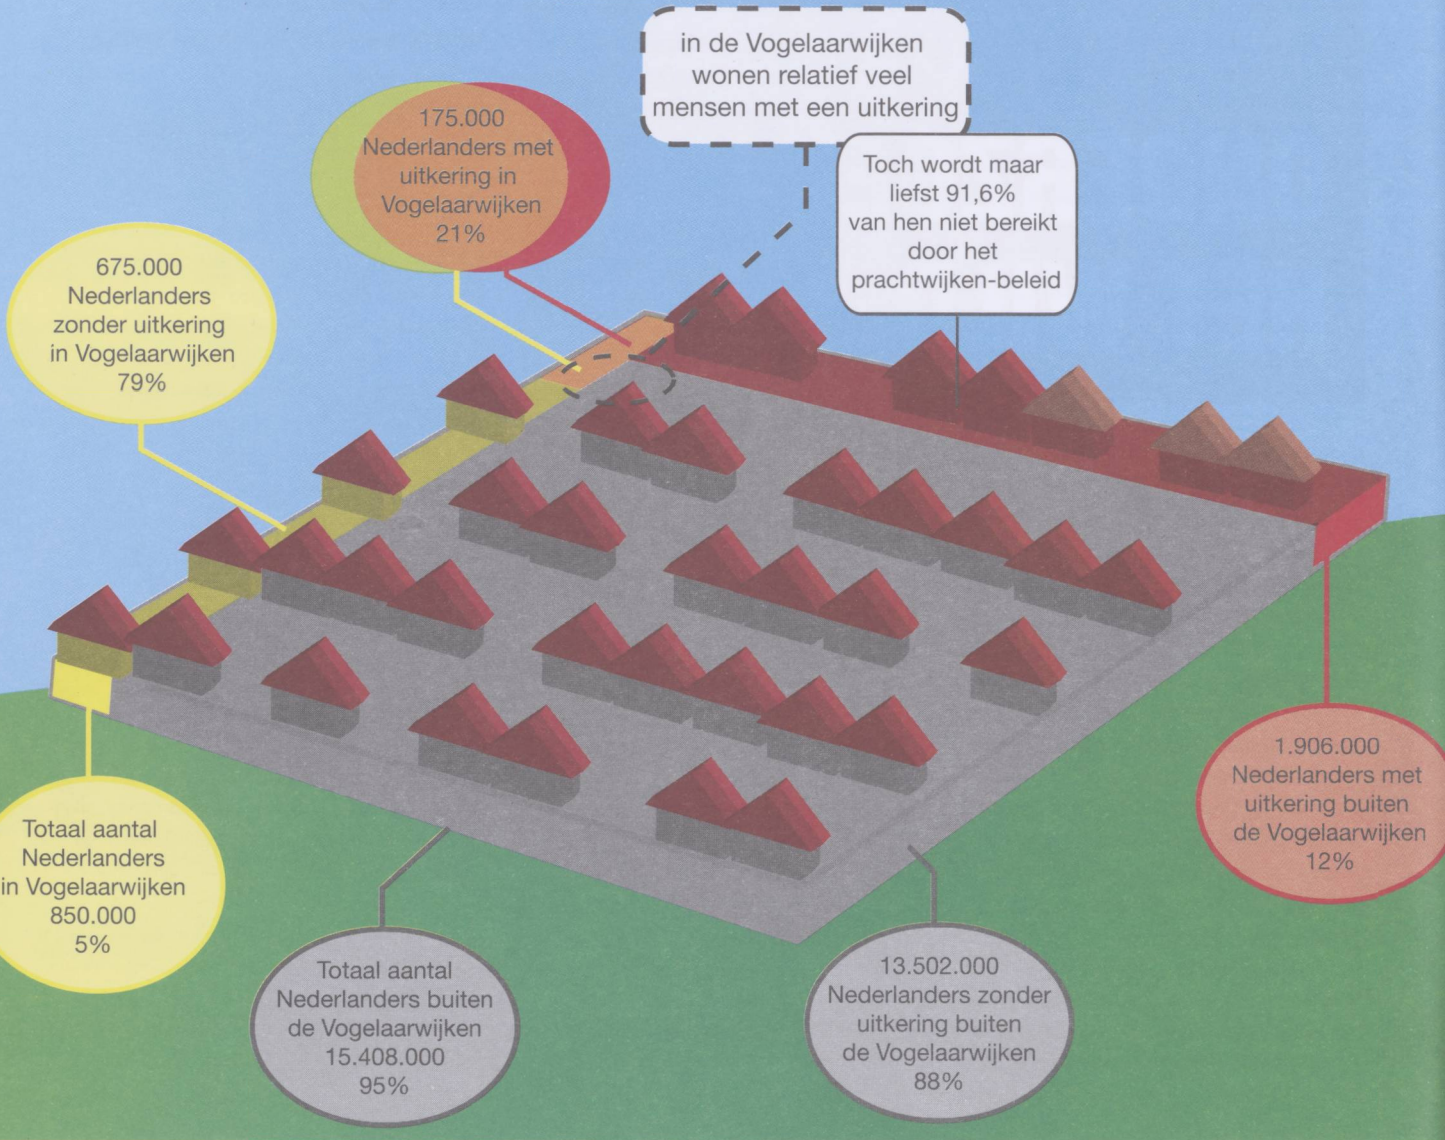 in de Vogelaarwijken
wonen relatief veel
mensen met een uitkering
Toch wordt maar
liefst 91,6%
van hen niet bereikt
door het
prachtwijken-beleid
175.000
Nederlanders met
uitkering in
Vogelaarwijken
21%
675.000
Nederlanders
zonder uitkering
in Vogelaarwijken
79%
Totaal aantal
Nederlanders
in Vogelaarwijken
850.000
5%
Totaal aantal
Nederlanders buiten
de Vogelaarwijken
15.408.000
95%
13.502.000
Nederlanders zonder
uitkering buiten
de Vogelaarwijken
88%
1.906.000
Nederlanders met
uitkering buiten
de Vogelaarwijken
12%